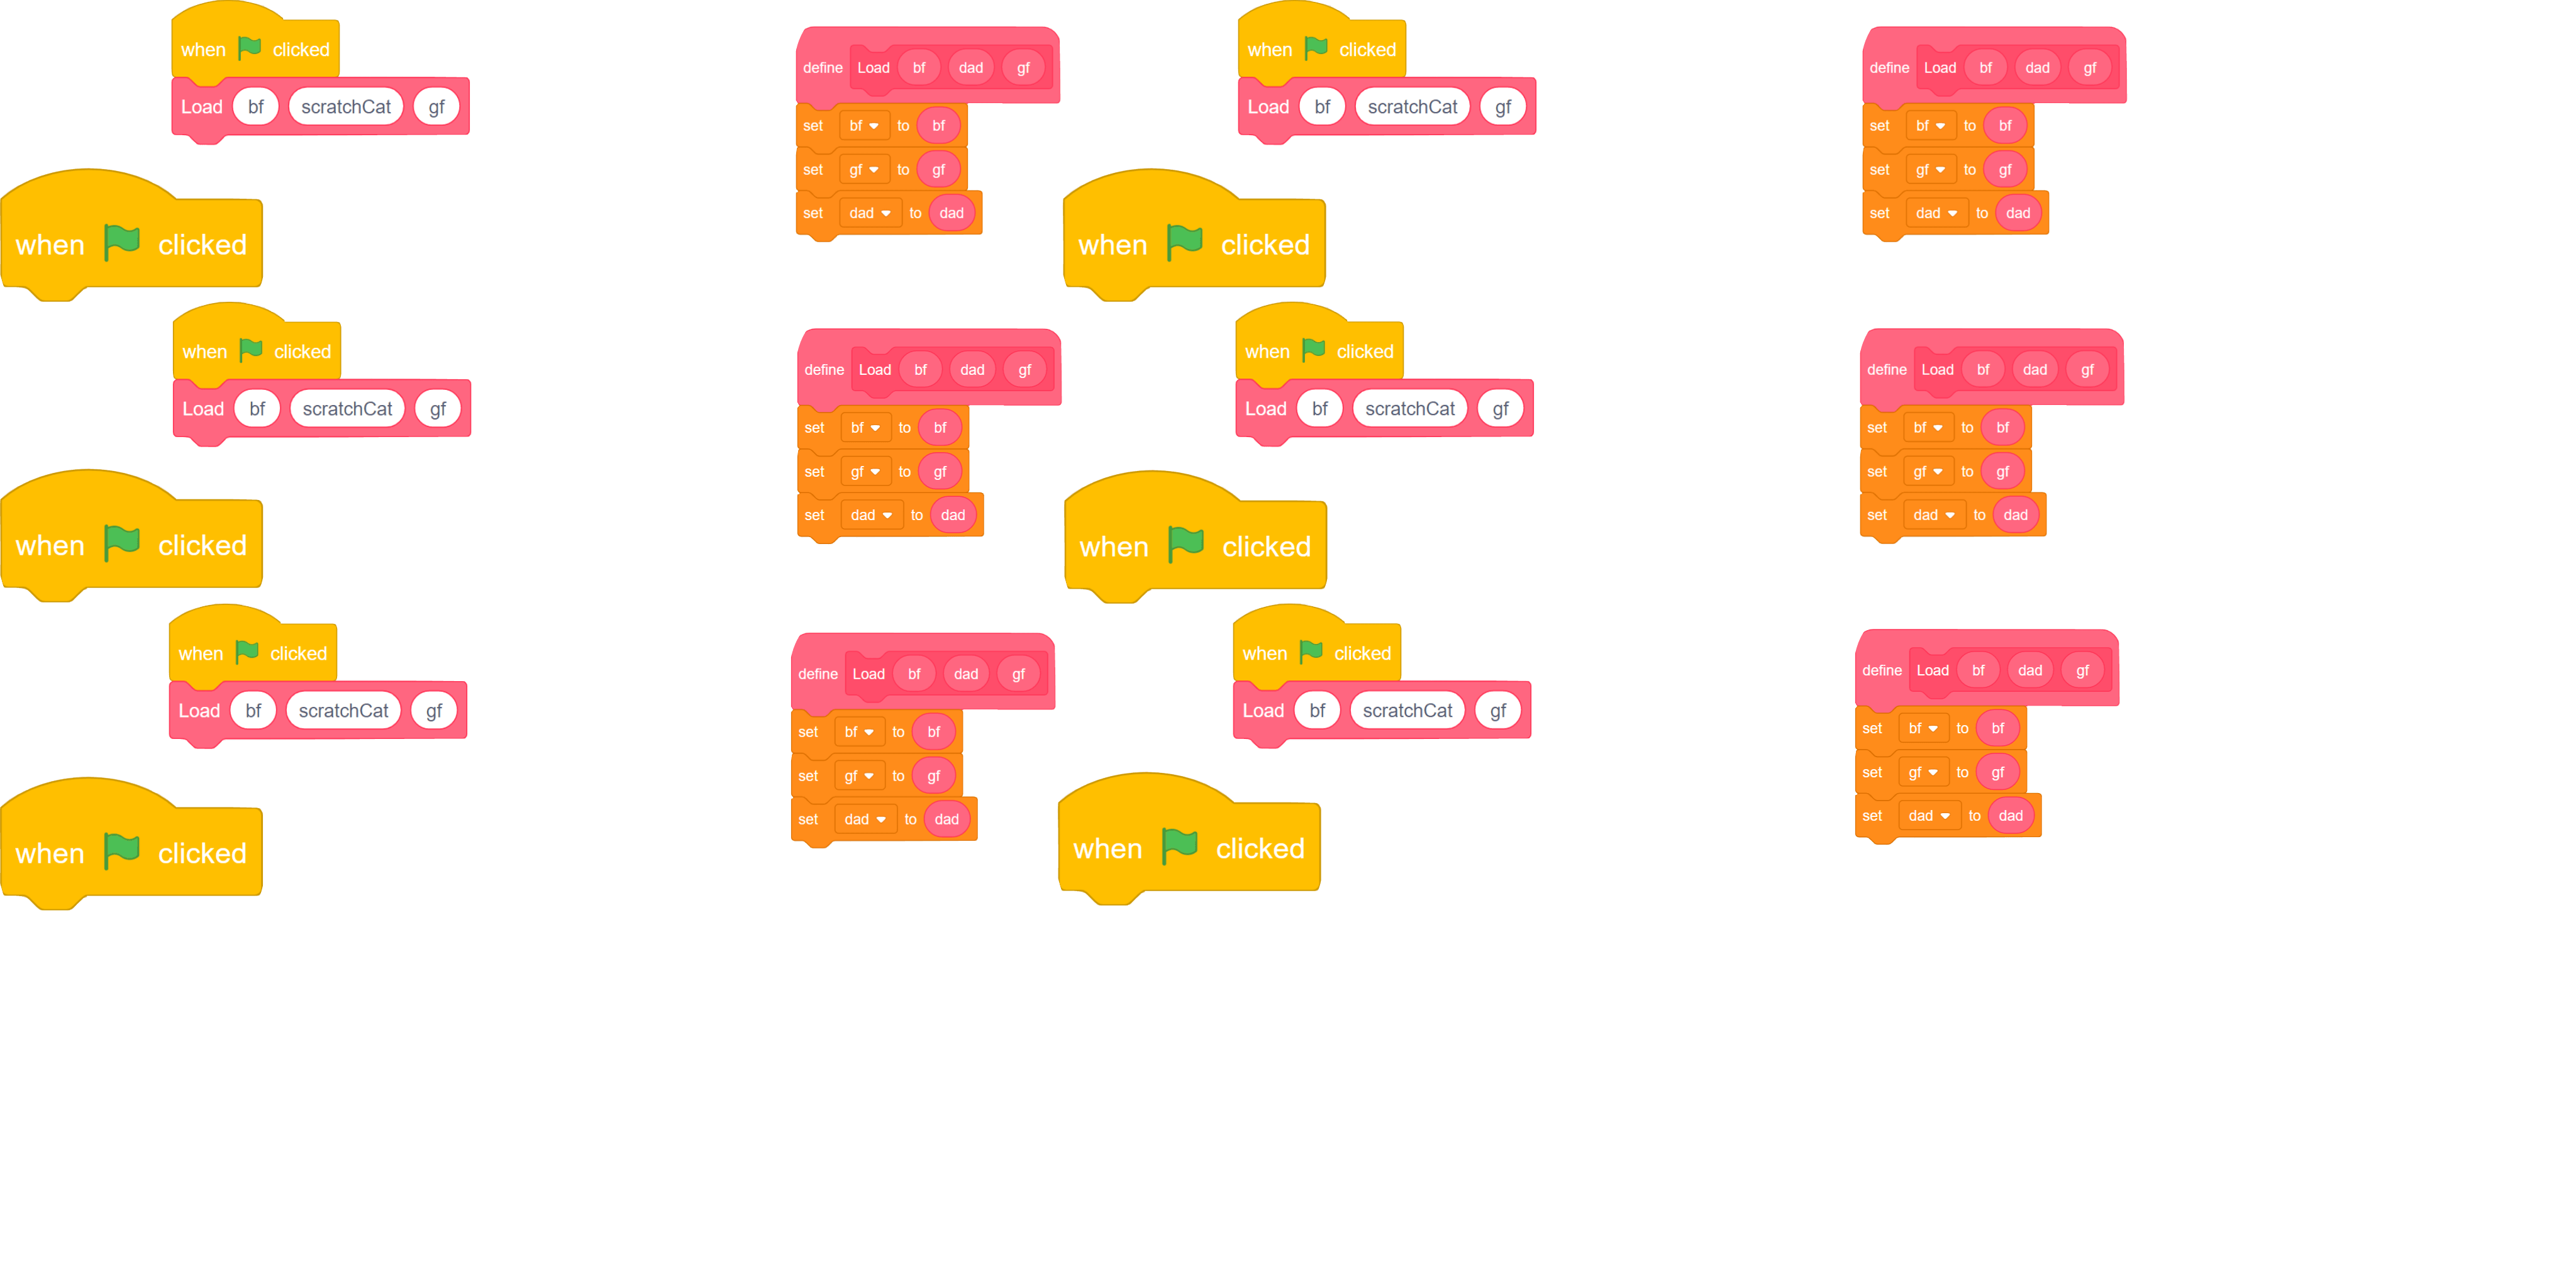 when clicked
Load bf scratchCat gf
define Load bf dad gf
set bf to bf
set gf to gf
set dad to dad
when clicked
Load bf scratchCat gf
define Load bf dad gf
set bf to bf
set gf to gf
set dad to dad
when clicked
when clicked
when clicked
Load bf scratchCat gf
define Load bf dad gf
set bf to bf
set gf to gf
set dad to dad
when clicked
Load bf scratchCat gf
define Load bf dad gf
set bf to bf
set gf to gf
set dad to dad
when clicked
when clicked
when clicked
Load bf scratchCat gf
define Load bf dad gf
set bf to bf
set gf to gf
set dad to dad
when clicked
Load bf scratchCat gf
define Load bf dad gf
set bf to bf
set gf to gf
set dad to dad
when clicked
when clicked